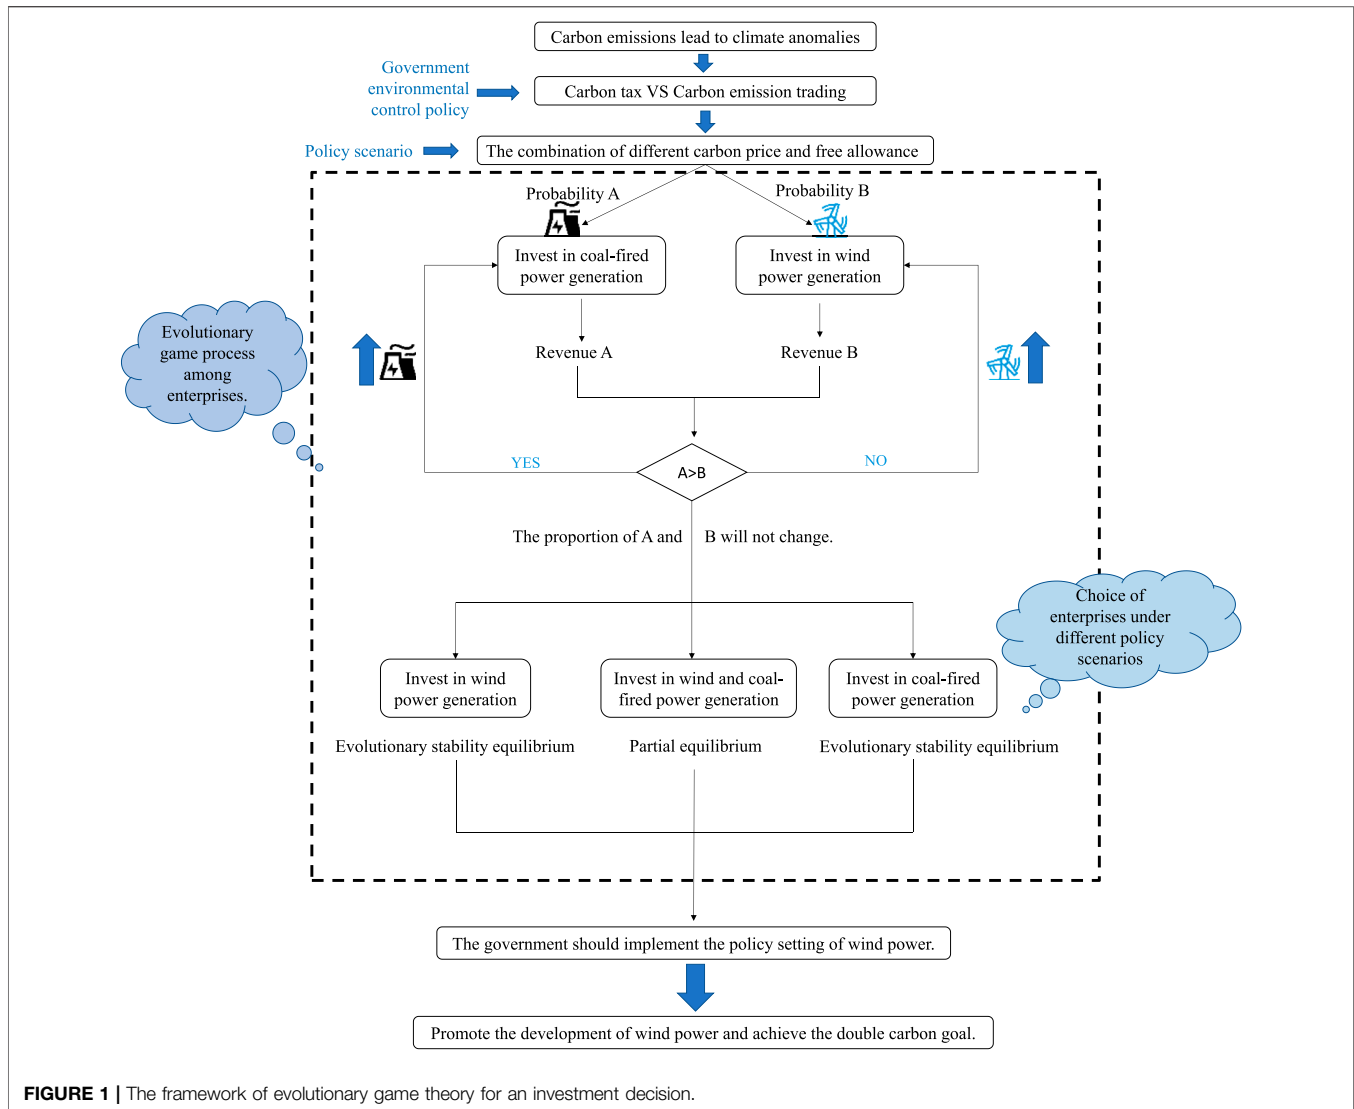 Carbon emissions lead to climate anomalies
Government
environmental
control policy
Carbon tax VS Carbon emission trading
Policy scenario
The combination of different carbon price and free allowance
Probability A
Probability B
Invest in coal-fired
power generation
Invest in wind
power generation
Evolutionary
game process
among
enterprises.
Revenue A
Revenue B
YES
A>B
NO
The proportion of A and
B will not change.
Choice of
enterprises under
different policy
scenarios
Invest in wind
power generation
Invest in wind and coal-
fired power generation
Invest in coal-fired
power generation
Evolutionary stability equilibrium
Partial equilibrium
Evolutionary stability equilibrium
The government should implement the policy setting of wind power.
Promote the development of wind power and achieve the double carbon goal.
FIGURE 1 | The framework of evolutionary game theory for an investment decision.